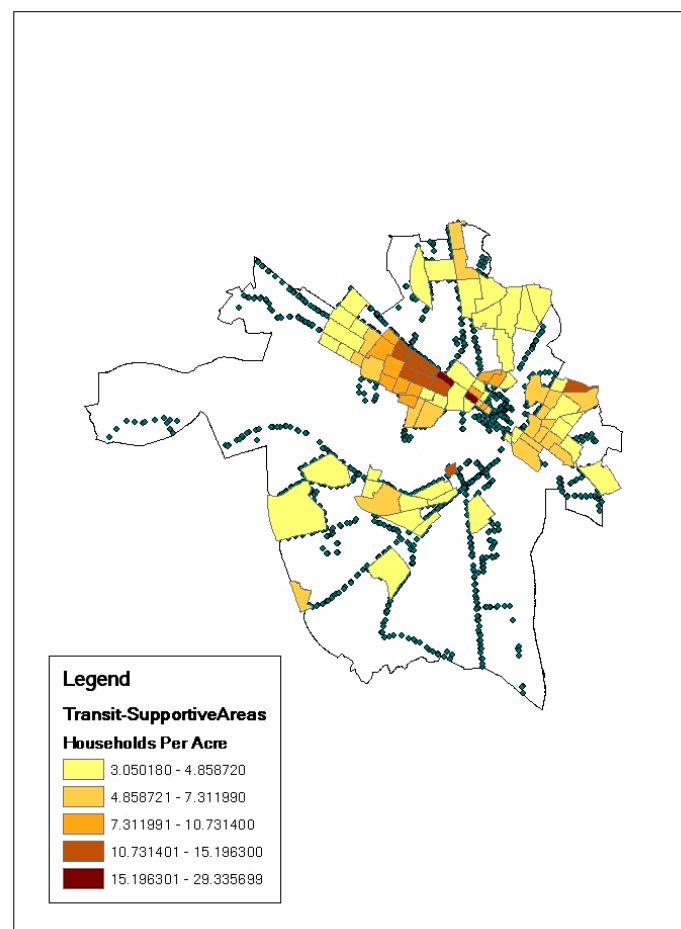 Legend
Transit-SupportiveAreas
Households Per Acre
3.050180 - 4.858720
4.858721 - 7.311990
7.311991 - 10.731400
10.731401 - 15.196300
15.196301 - 29.335699